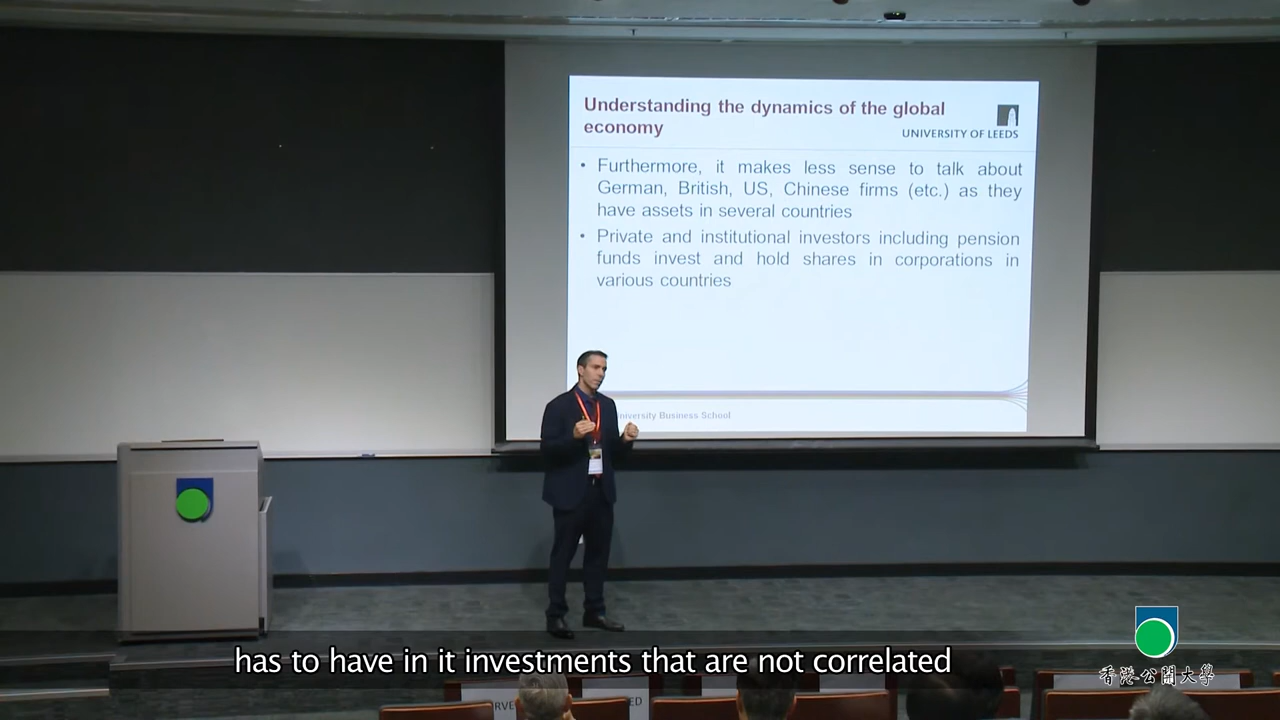 Understanding the dynamics of the global
economy
UNIVERSITY OF LEEDS
• Furthermore, it makes less sense to talk about
German, British, US, Chinese firms (etc.) as they
have assets in several countries
• Private and institutional investors including pension
funds invest and hold shares in corporations in
various countries
University Business School
has to have in it investments that are not correlated
香港公開大學